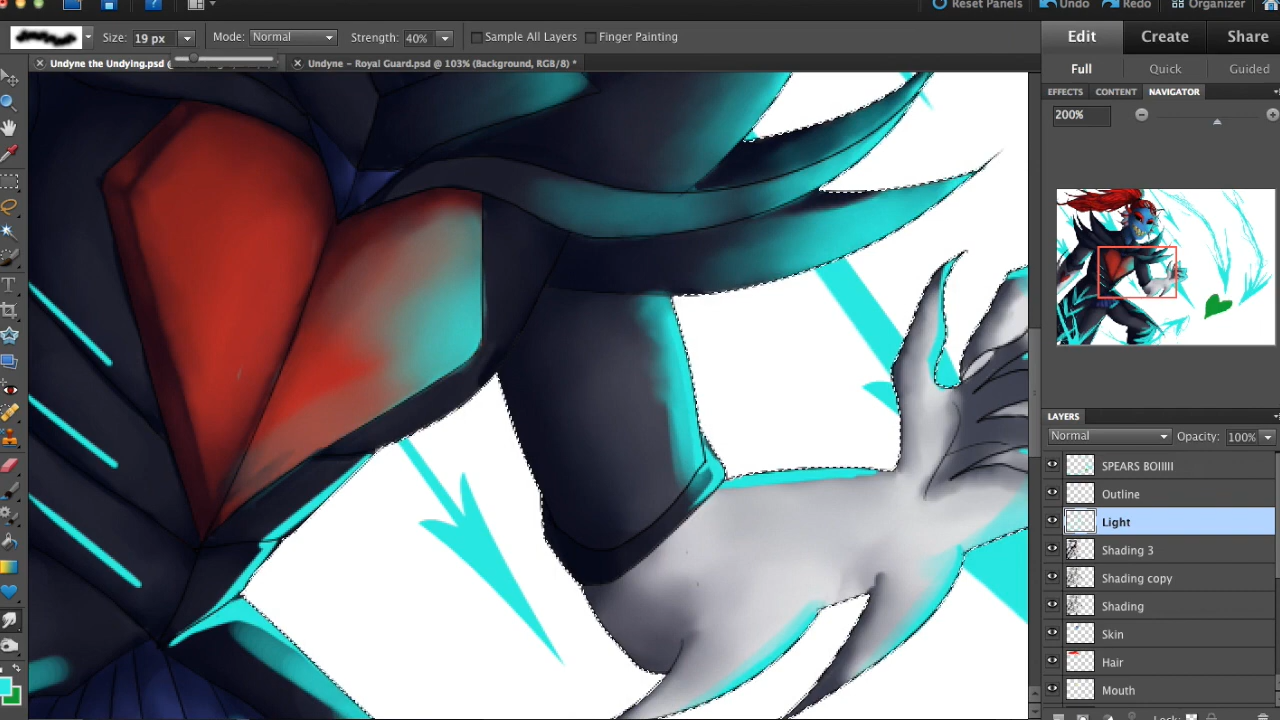 Reset Panels Undo Redo Organizer
Size: 19 px Mode: Normal Strength: 40% Sample All Layers Finger Painting
Edit Create Share
Undyne the Undying.psd @ Undyne – Royal Guard.psd @ 103% (Background, RGB/8) *
Full Quick Guided
EFFECTS CONTENT NAVIGATOR
200%
LAYERS
Normal Opacity: 100%
SPEARS BOIIIII
Outline
Light
Shading 3
Shading copy
Shading
Skin
Hair
Mouth
Lock: